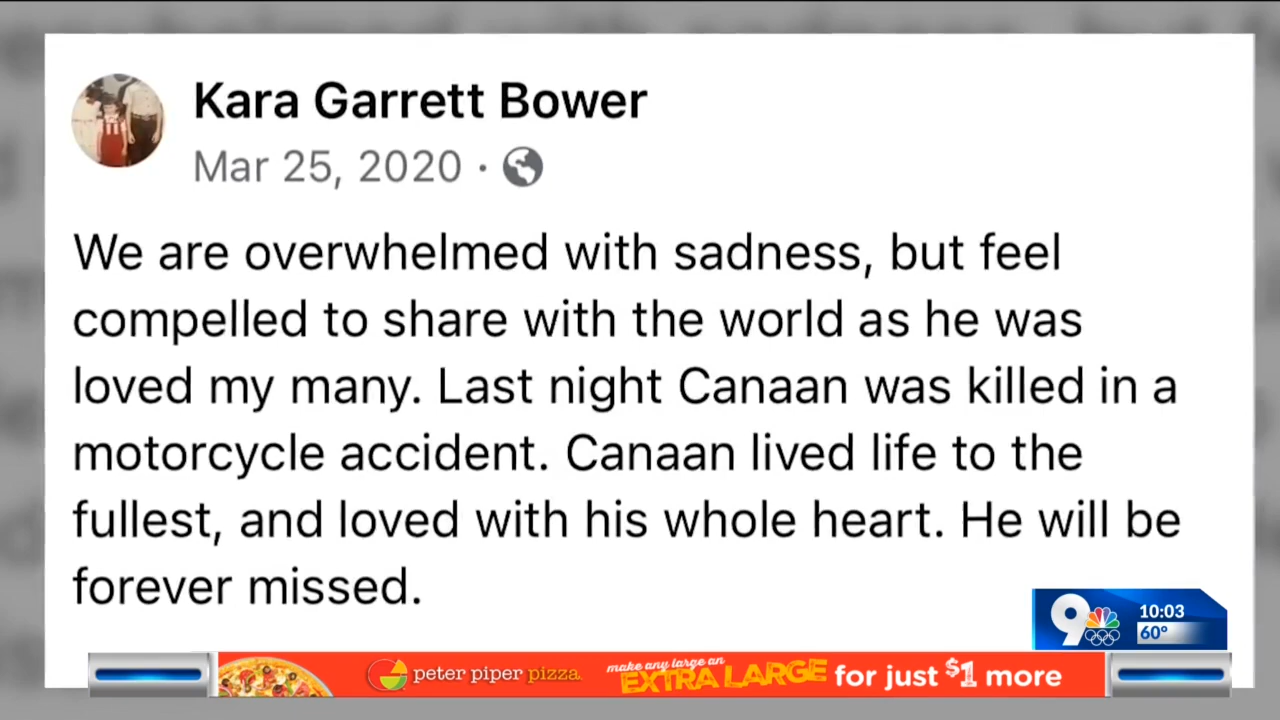 Kara Garrett Bower
Mar 25, 2020 ·
We are overwhelmed with sadness, but feel
compelled to share with the world as he was
loved my many. Last night Canaan was killed in a
motorcycle accident. Canaan lived life to the
fullest, and loved with his whole heart. He will be
forever missed.
9
10:03
60°
peter piper pizza.
make any large an
EXTRA LARGE
for just $1 more